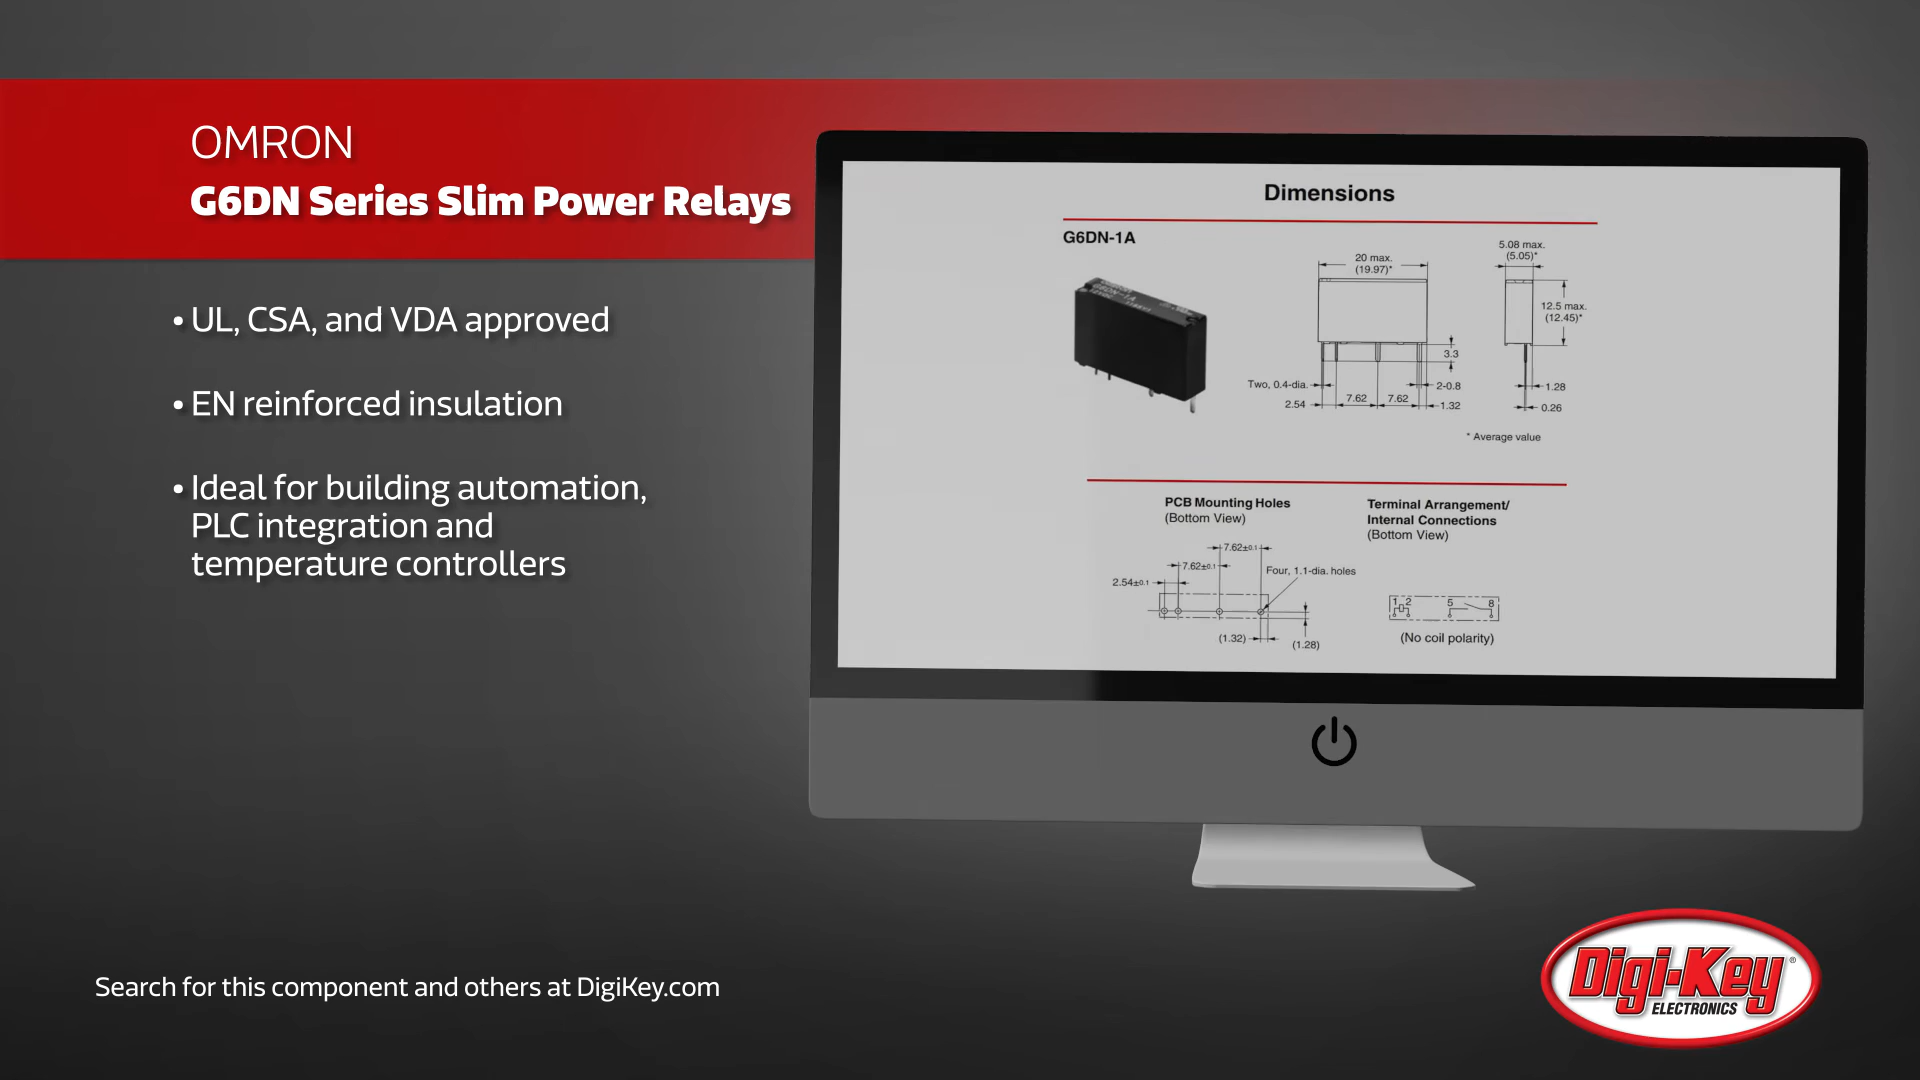 OMRON
G6DN Series Slim Power Relays
• UL, CSA, and VDA approved
• EN reinforced insulation
• Ideal for building automation,
PLC integration and
temperature controllers
Dimensions
G6DN-1A
20 max.
(19.97)*
5.08 max.
(5.05)*
12.5 max.
(12.45)*
3.3
Two, 0.4-dia.
2-0.8
2.54
7.62
7.62
1.32
1.28
0.26
* Average value
PCB Mounting Holes
(Bottom View)
7.62±0.1
7.62±0.1
2.54±0.1
Four, 1.1-dia. holes
(1.32)
(1.28)
Terminal Arrangement/
Internal Connections
(Bottom View)
1 2 5 8
(No coil polarity)
Search for this component and others at DigiKey.com
Digi-Key®
ELECTRONICS